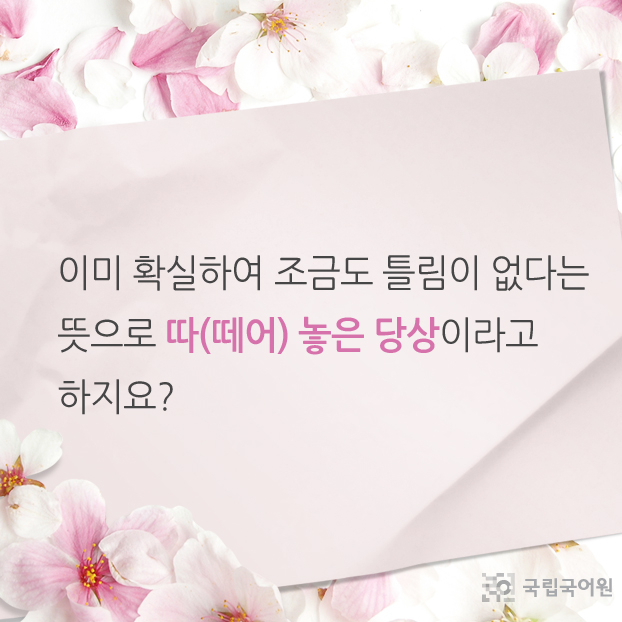 이미 확실하여 조금도 틀림이 없다는
뜻으로 따(떼어) 놓은 당상이라고
하지요?
국립국어원